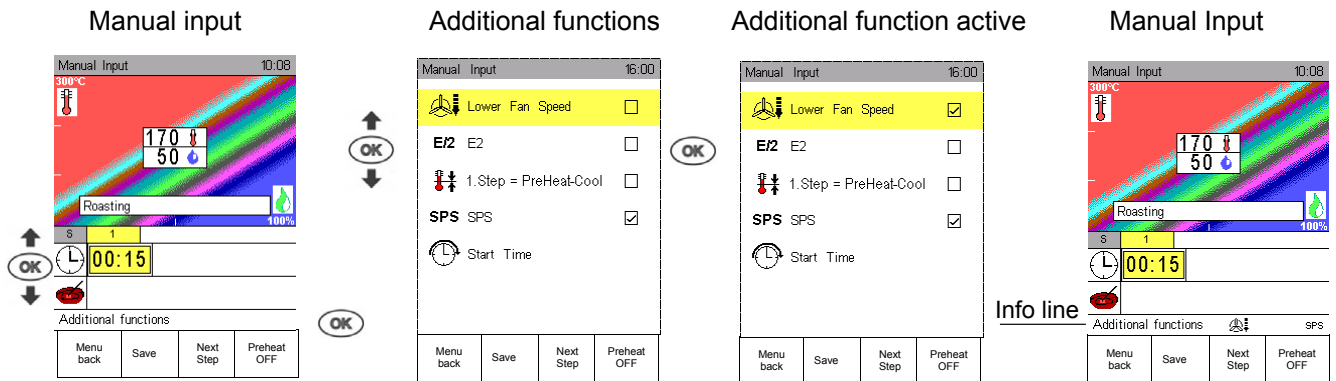 Manual input
Manual Input 10:08
300°C
170
50
Roasting
100%
S 1
00:15
OK
Additional functions
Menu back Save Next Step Preheat OFF
OK
Additional functions
OK
Manual Input 16:00
Lower Fan Speed
E/2 E2
1.Step = PreHeat-Cool
SPS SPS
Start Time
Menu back Save Next Step Preheat OFF
Additional function active
OK
Manual Input 16:00
Lower Fan Speed
E/2 E2
1.Step = PreHeat-Cool
SPS SPS
Start Time
Menu back Save Next Step Preheat OFF
Manual Input
Manual Input 10:08
300°C
170
50
Roasting
100%
S 1
00:15
Info line
Additional functions SPS
Menu back Save Next Step Preheat OFF